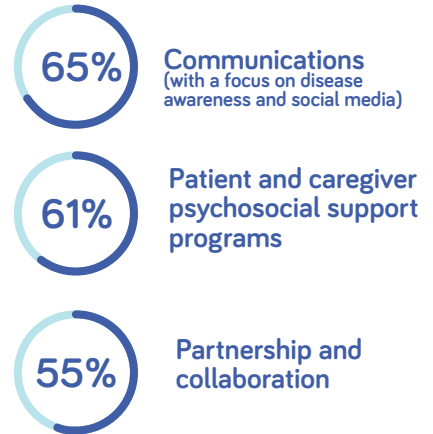 65%
Communications
(with a focus on disease
awareness and social media)
61%
Patient and caregiver
psychosocial support
programs
55%
Partnership and
collaboration